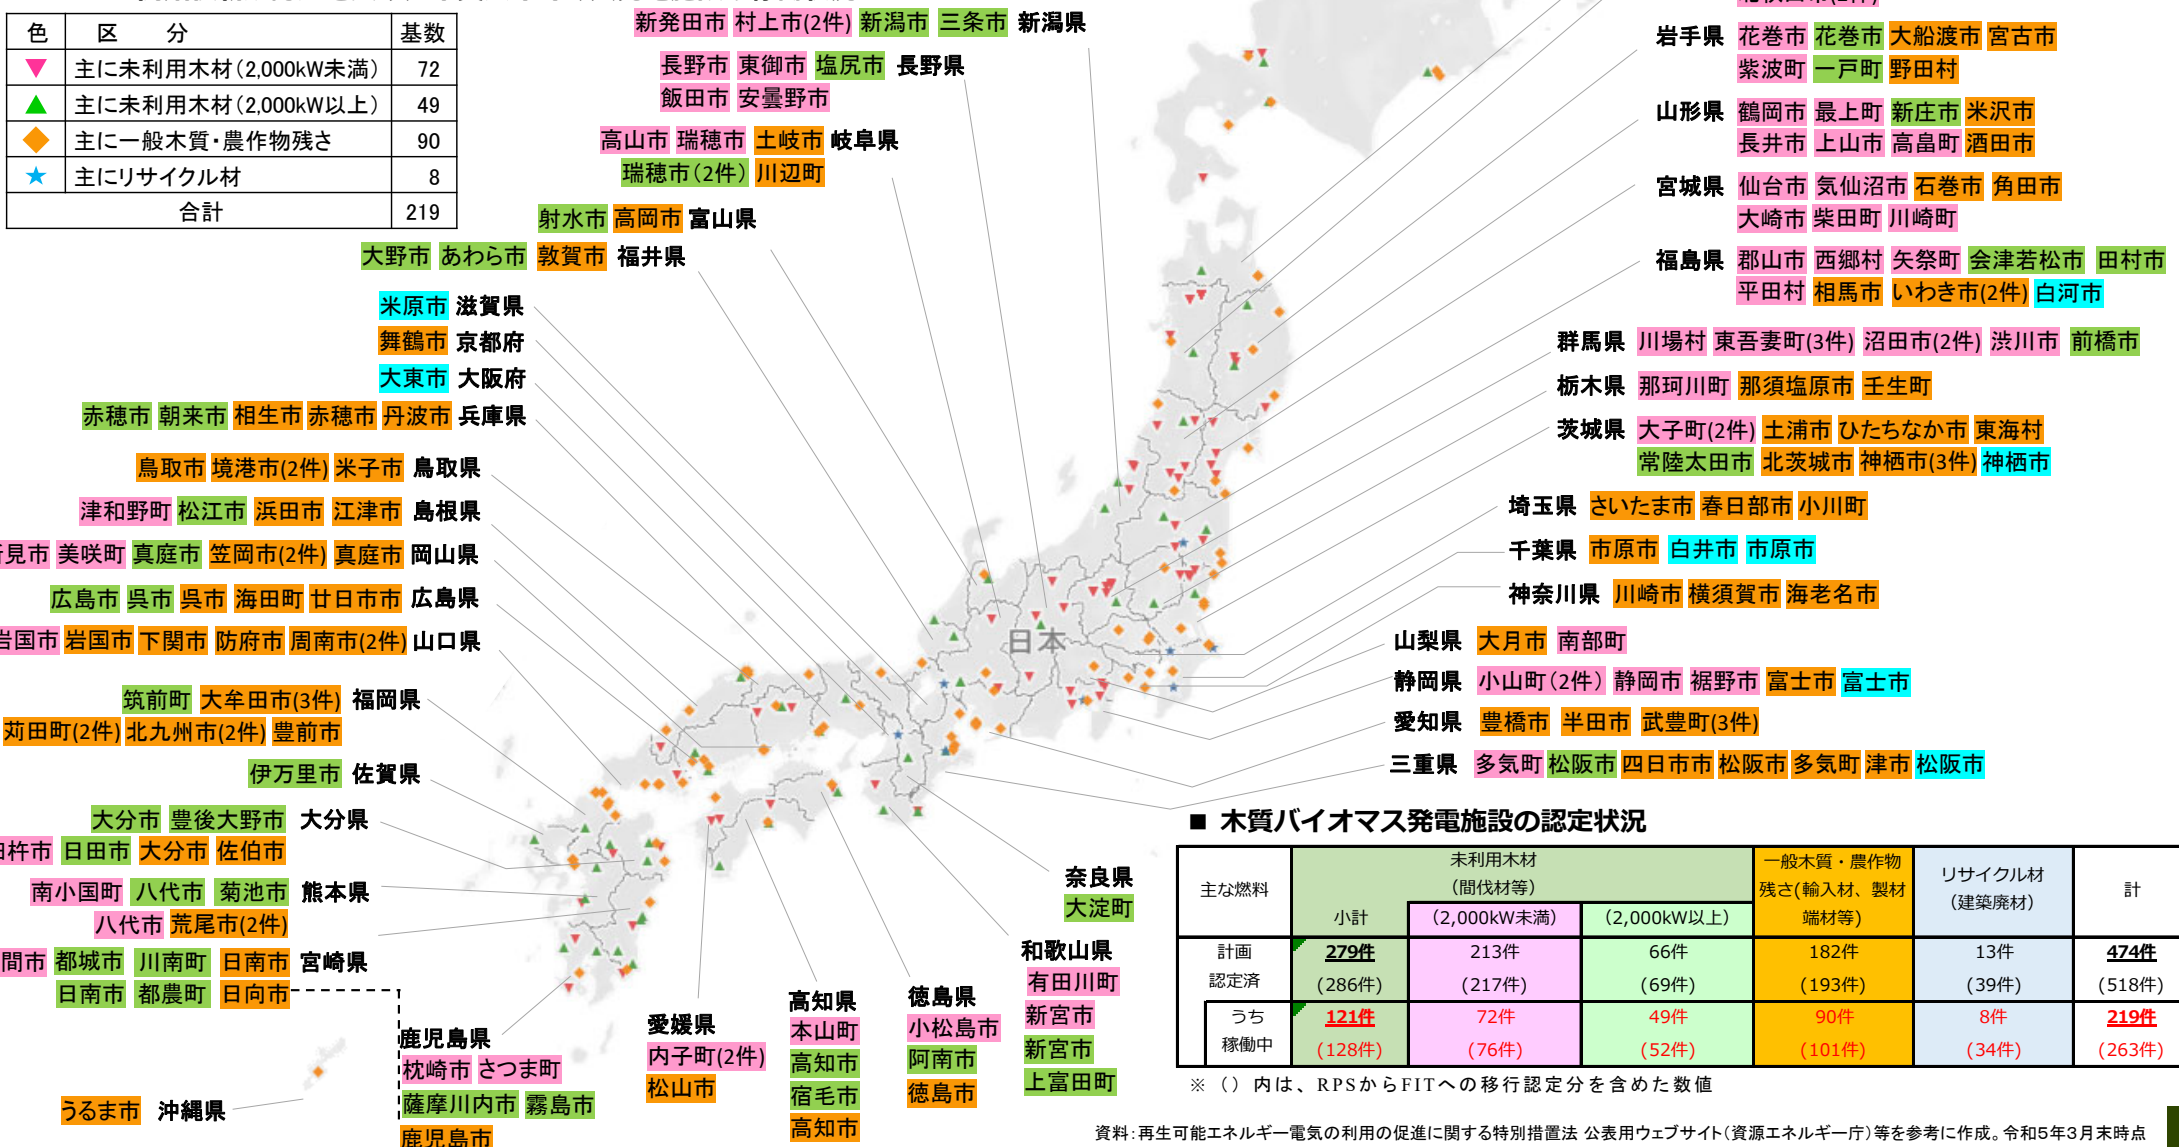 色 区 分 基数
▼ 主に未利用木材(2,000kW未満) 72
▲ 主に未利用木材(2,000kW以上) 49
◆ 主に一般木質・農作物残さ 90
★ 主にリサイクル材 8
合計 219
新発田市 村上市(2件) 新潟市 三条市 新潟県
長野市 東御市 塩尻市 長野県
飯田市 安曇野市
高山市 瑞穂市 土岐市 岐阜県
瑞穂市(2件) 川辺町
射水市 高岡市 富山県
大野市 あわら市 敦賀市 福井県
米原市 滋賀県
舞鶴市 京都府
大東市 大阪府
赤穂市 朝来市 相生市 赤穂市 丹波市 兵庫県
鳥取市 境港市(2件) 米子市 鳥取県
津和野町 松江市 浜田市 江津市 島根県
見市 美咲町 真庭市 笠岡市(2件) 真庭市 岡山県
広島市 呉市 呉市 海田町 廿日市市 広島県
岩国市 岩国市 下関市 防府市 周南市(2件) 山口県
筑前町 大牟田市(3件) 福岡県
苅田町(2件) 北九州市(2件) 豊前市
伊万里市 佐賀県
大分市 豊後大野市 大分県
杵市 日田市 大分市 佐伯市
南小国町 八代市 菊池市 熊本県
八代市 荒尾市(2件)
間市 都城市 川南町 日南市 宮崎県
日南市 都農町 日向市
鹿児島県
枕崎市 さつま町
薩摩川内市 霧島市
鹿児島市
うるま市 沖縄県
愛媛県
内子町(2件)
松山市
高知県
本山町
高知市
宿毛市
高知市
徳島県
小松島市
阿南市
徳島市
和歌山県
有田川町
新宮市
新宮市
上富田町
奈良県
大淀町
日本
岩手県 花巻市 花巻市 大船渡市 宮古市
紫波町 一戸町 野田村
山形県 鶴岡市 最上町 新庄市 米沢市
長井市 上山市 高畠町 酒田市
宮城県 仙台市 気仙沼市 石巻市 角田市
大崎市 柴田町 川崎町
福島県 郡山市 西郷村 矢祭町 会津若松市 田村市
平田村 相馬市 いわき市(2件) 白河市
群馬県 川場村 東吾妻町(3件) 沼田市(2件) 渋川市 前橋市
栃木県 那珂川町 那須塩原市 壬生町
茨城県 大子町(2件) 土浦市 ひたちなか市 東海村
常陸太田市 北茨城市 神栖市(3件) 神栖市
埼玉県 さいたま市 春日部市 小川町
千葉県 市原市 白井市 市原市
神奈川県 川崎市 横須賀市 海老名市
山梨県 大月市 南部町
静岡県 小山町(2件) 静岡市 裾野市 富士市 富士市
愛知県 豊橋市 半田市 武豊町(3件)
三重県 多気町 松阪市 四日市市 松阪市 多気町 津市 松阪市
■ 木質バイオマス発電施設の認定状況
主な燃料 未利用木材 (間伐材等) 一般木質・農作物残さ(輸入材、製材端材等) リサイクル材 (建築廃材) 計
小計 (2,000kW未満) (2,000kW以上)
計画 279件 213件 66件 182件 13件 474件
認定済 (286件) (217件) (69件) (193件) (39件) (518件)
うち 121件 72件 49件 90件 8件 219件
稼働中 (128件) (76件) (52件) (101件) (34件) (263件)
※（）内は、RPSからFITへの移行認定分を含めた数値
資料:再生可能エネルギー電気の利用の促進に関する特別措置法 公表用ウェブサイト(資源エネルギー庁)等を参考に作成。令和5年3月末時点